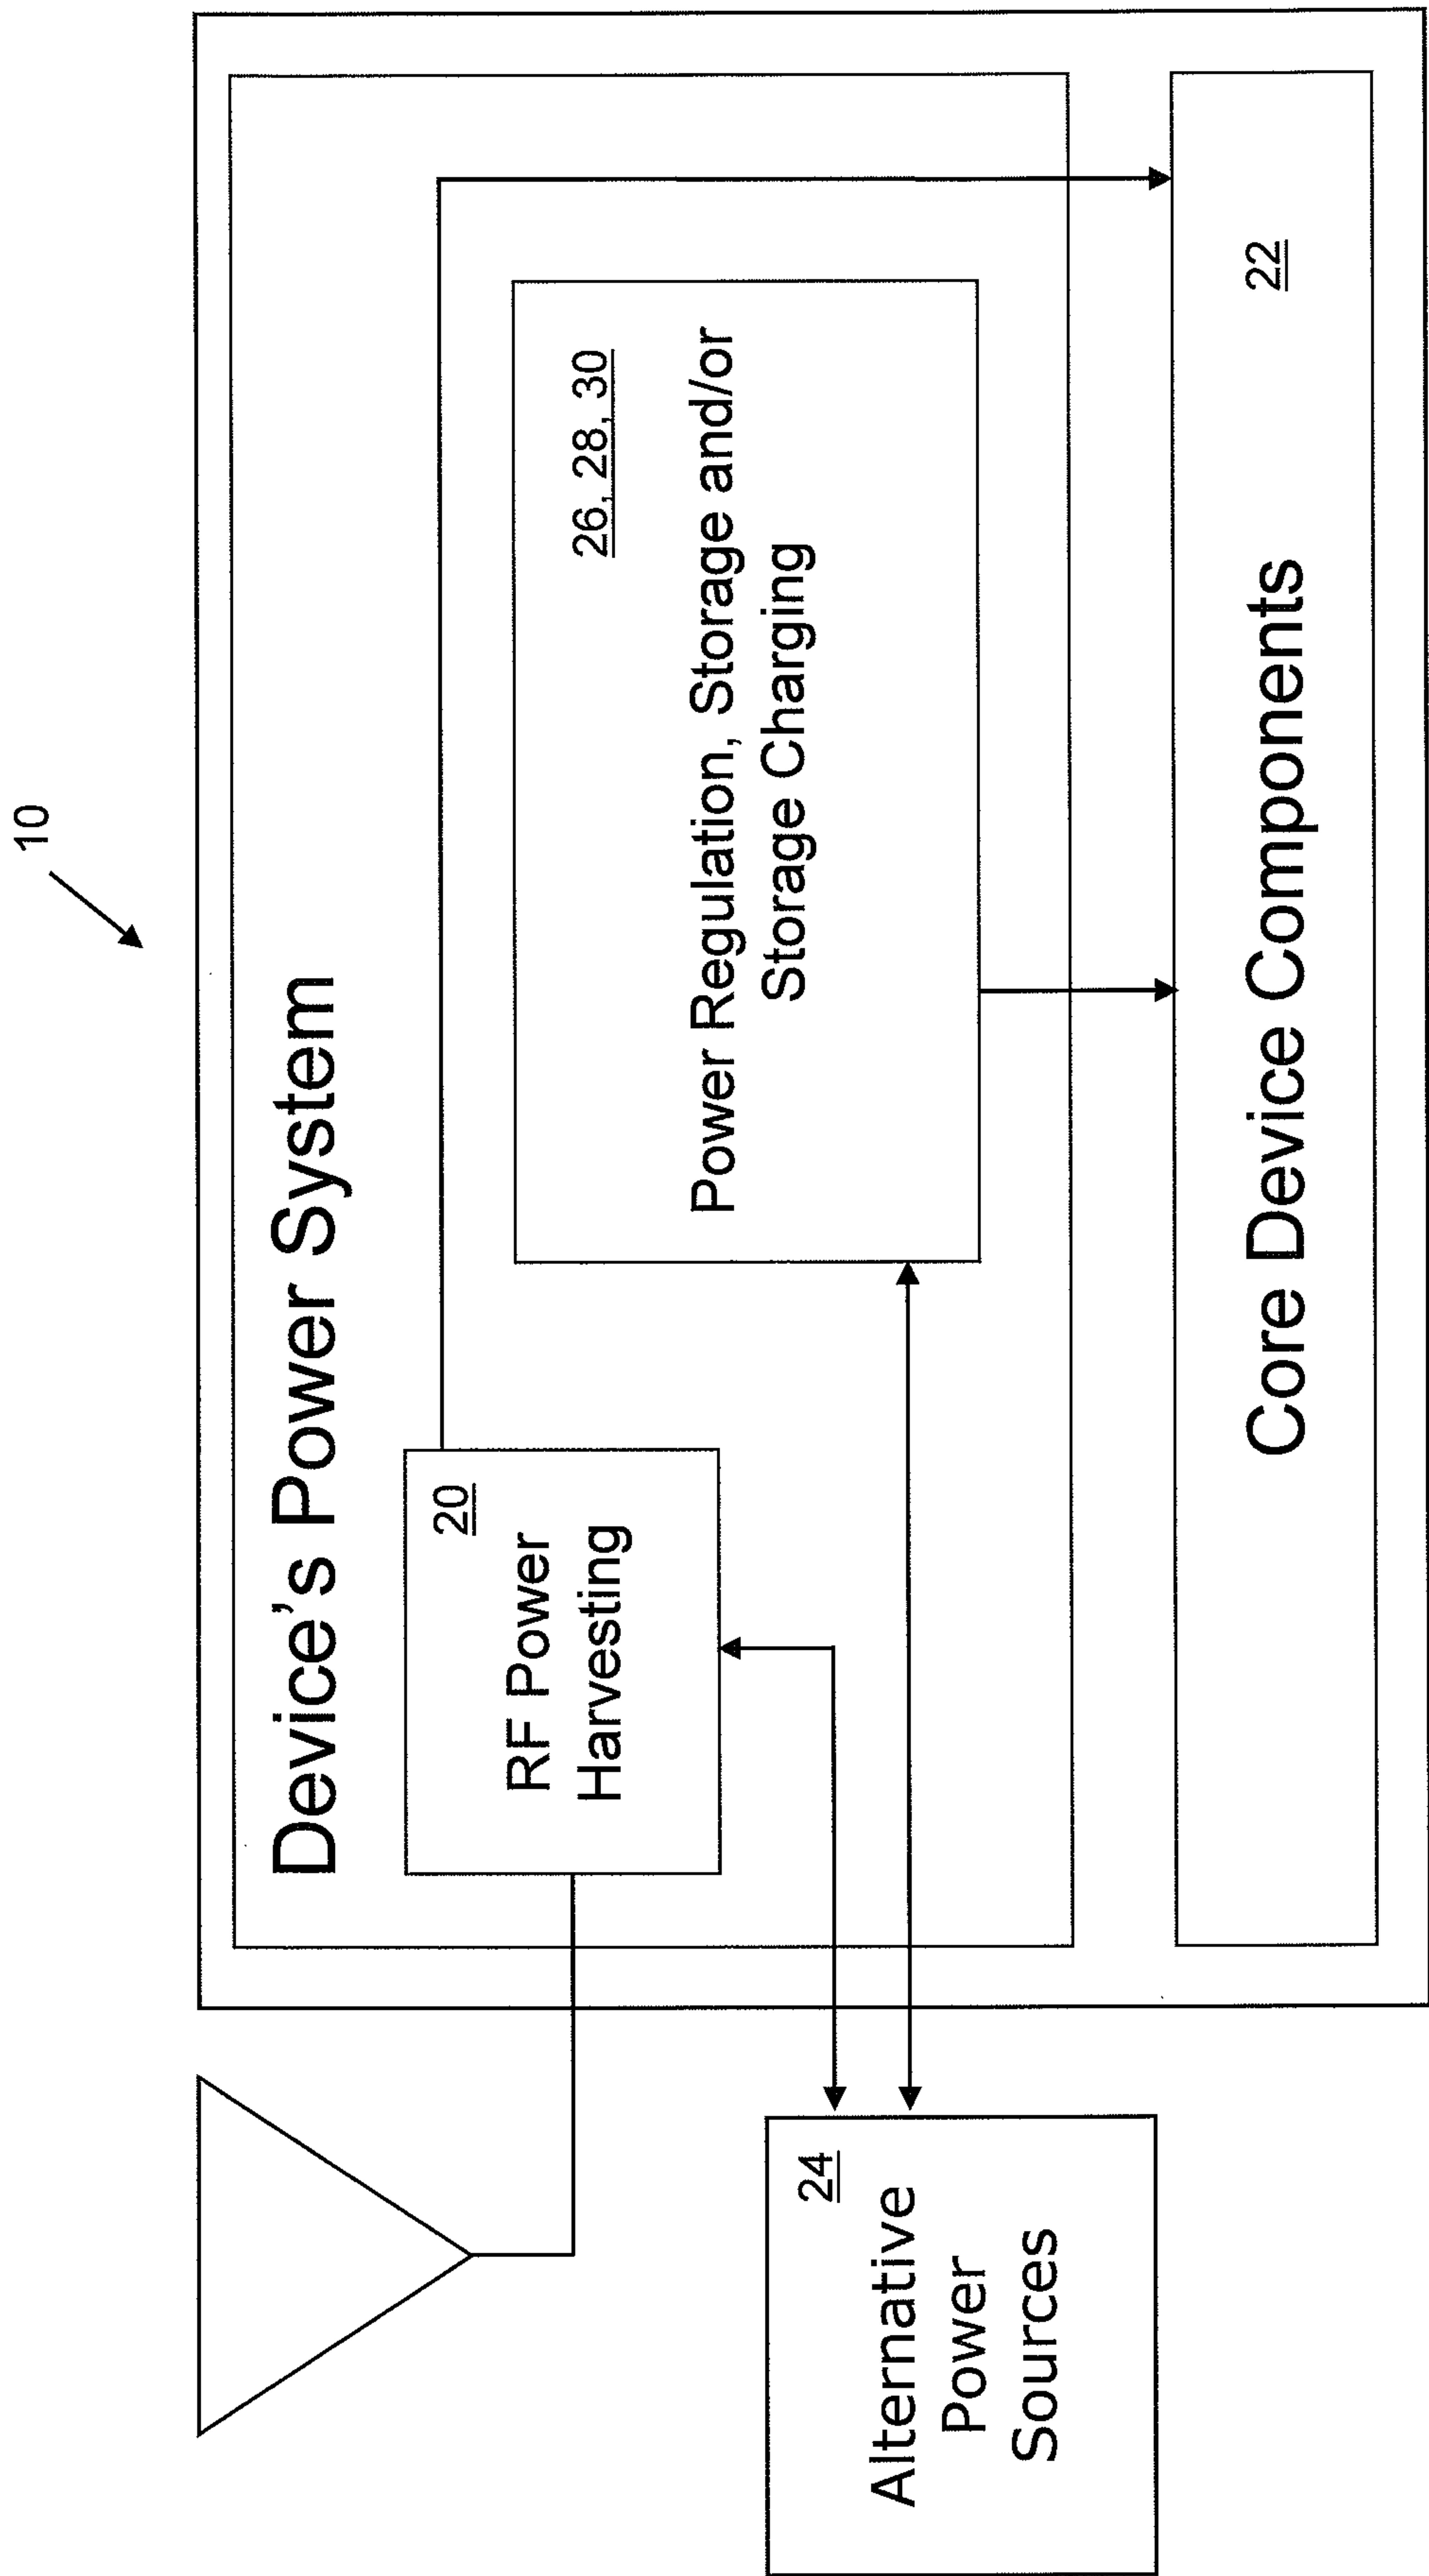 10
Device's Power System
20
RF Power
Harvesting
26, 28, 30
Power Regulation, Storage and/or
Storage Charging
24
Alternative
Power
Sources
Core Device Components
22